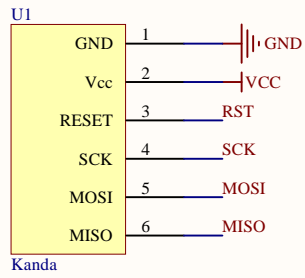 U1
GND 1 GND
Vcc 2 VCC
RESET 3 RST
SCK 4 SCK
MOSI 5 MOSI
MISO 6 MISO
Kanda